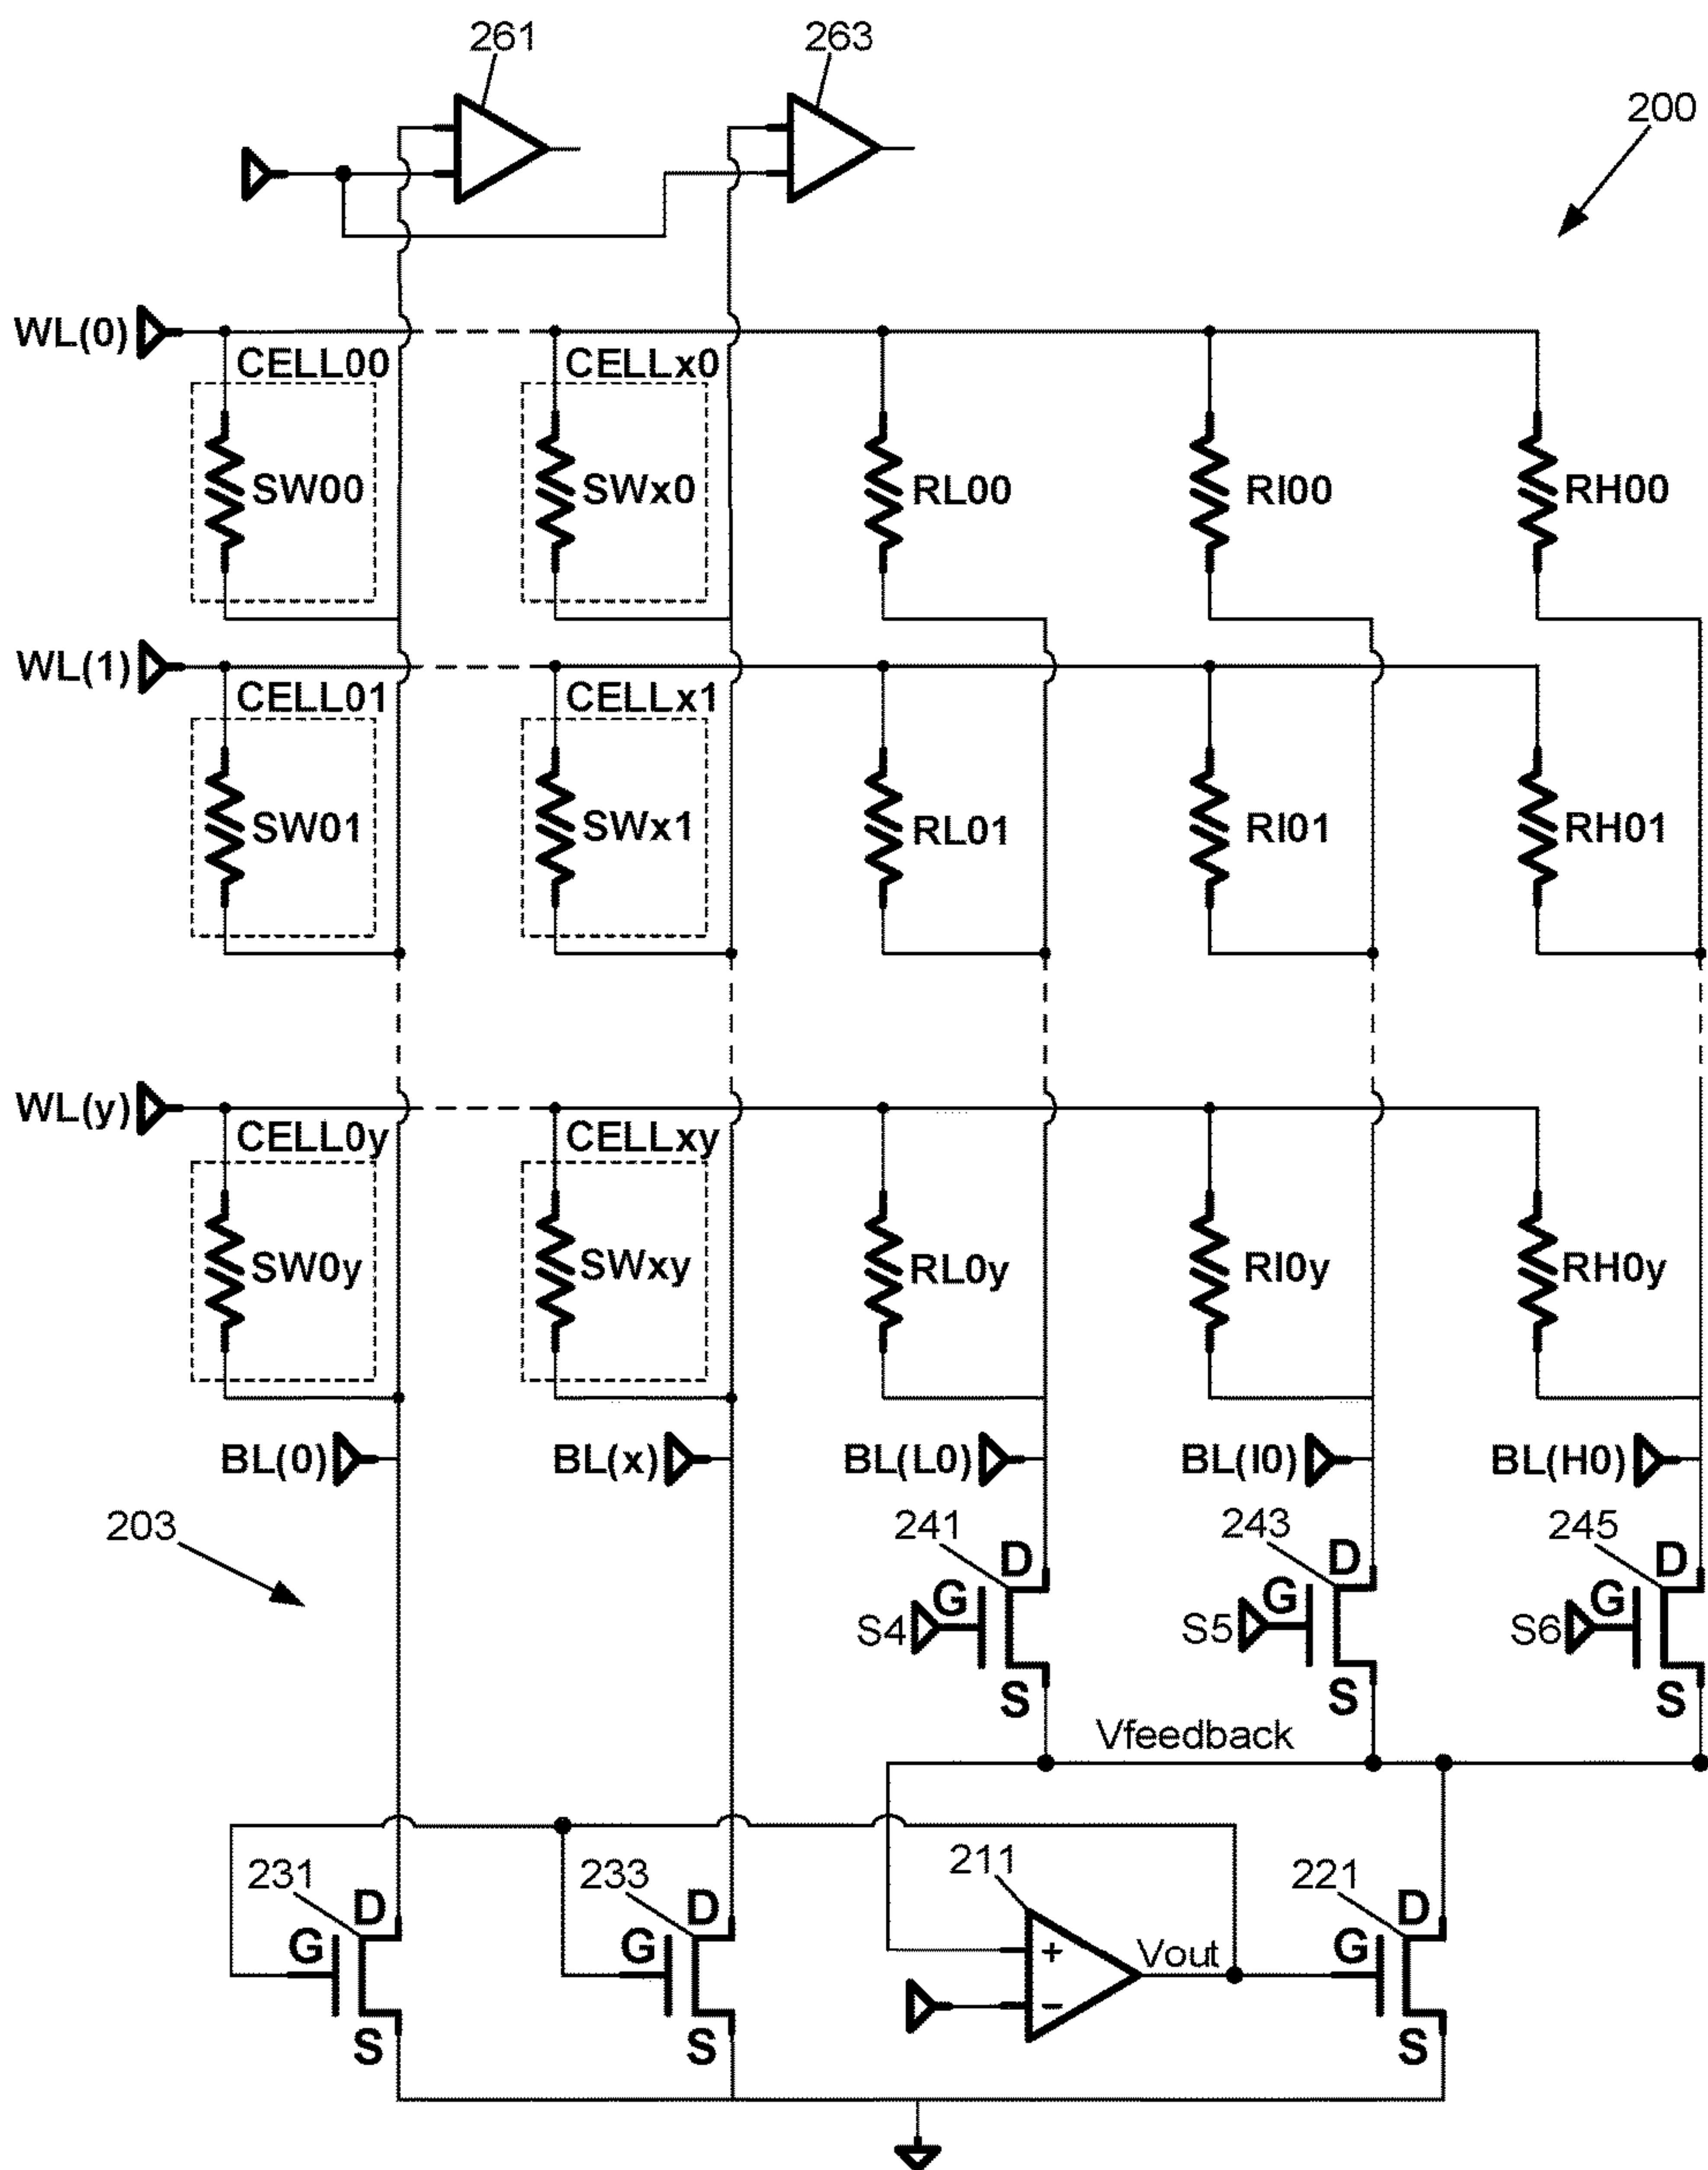 261 263
200
WL(0)
CELL00 CELLx0
SW00 SWx0 RL00 RI00 RH00
WL(1)
CELL01 CELLx1
SW01 SWx1 RL01 RI01 RH01
WL(y)
CELL0y CELLxy
SW0y SWxy RL0y RI0y RH0y
BL(0) BL(x) BL(L0) BL(I0) BL(H0)
203 241 243 245
D D D
G G G
S4 S5 S6
S S S
Vfeedback
231 233 211 221
D D D
G G + Vout G
−
S S S